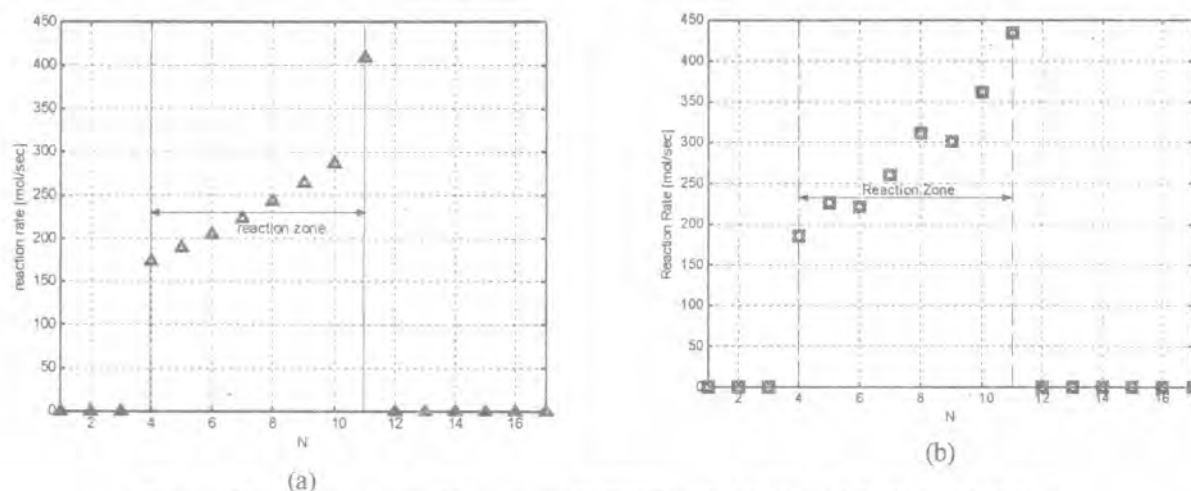 450
400
350
300
250
200
150
100
50
0
reaction rate [mol/sec]
reaction zone
2 4 6 8 10 12 14 16
N
(a)
450
400
350
300
250
200
150
100
50
0
Reaction Rate [mol/sec]
Reaction Zone
2 4 6 8 10 12 14 16
N
(b)